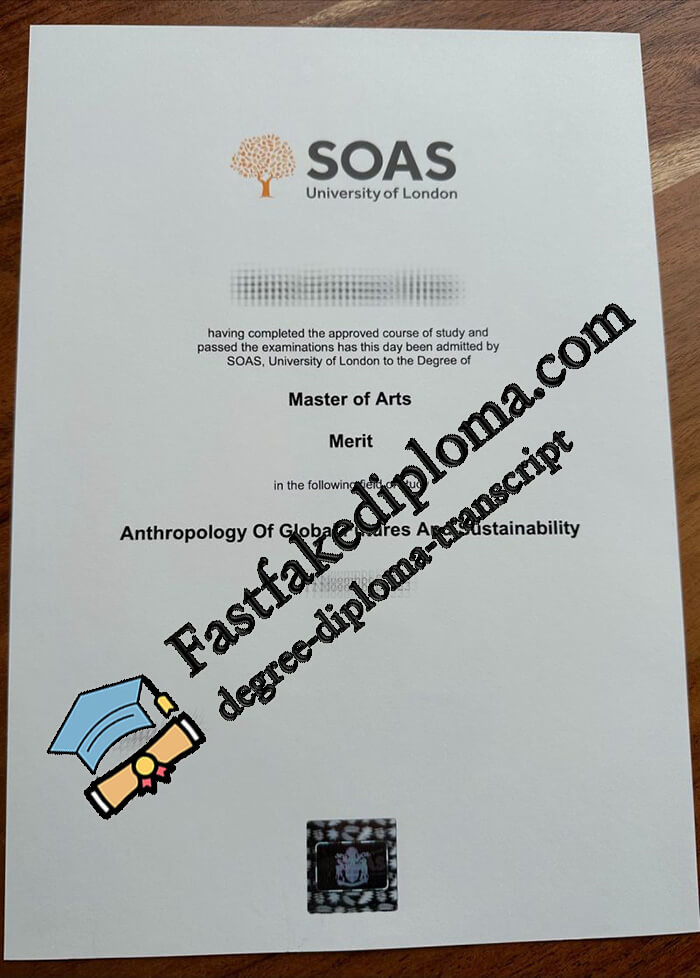 SOAS
University of London
having completed the approved course of study and
passed the examinations has this day been admitted by
SOAS, University of London to the Degree of
Master of Arts
Merit
in the following field of
Anthropology Of Global Sustainability
Fastfakediploma.com
degree-diploma-transcript